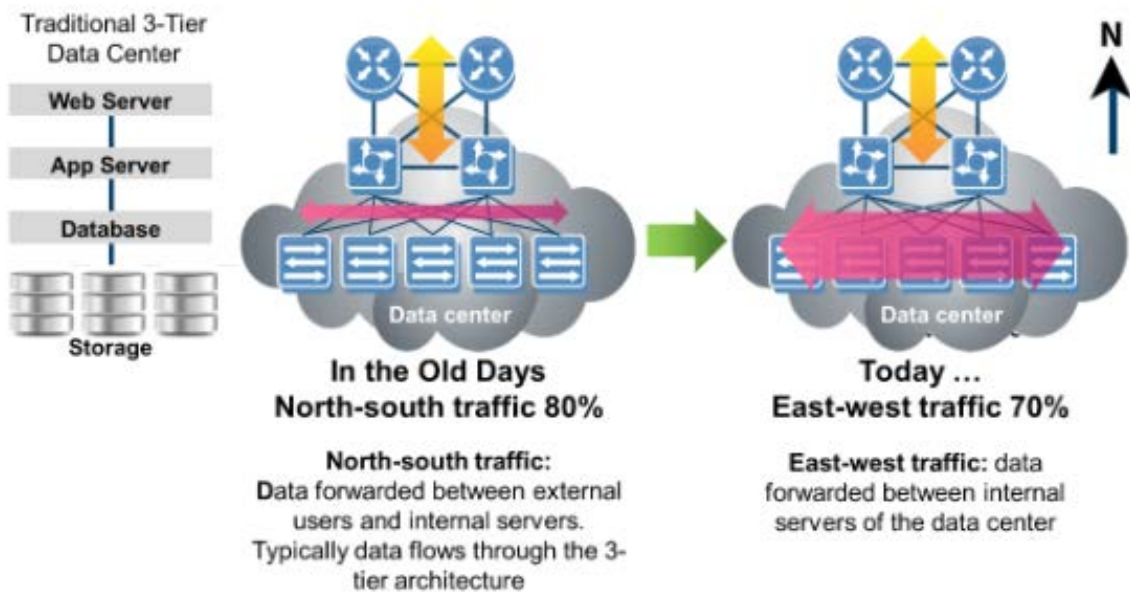 Traditional 3-Tier
Data Center
Web Server
App Server
Database
Storage
Data center
In the Old Days
North-south traffic 80%
North-south traffic:
Data forwarded between external
users and internal servers.
Typically data flows through the 3-
tier architecture
Data center
Today ...
East-west traffic 70%
East-west traffic: data
forwarded between internal
servers of the data center
N